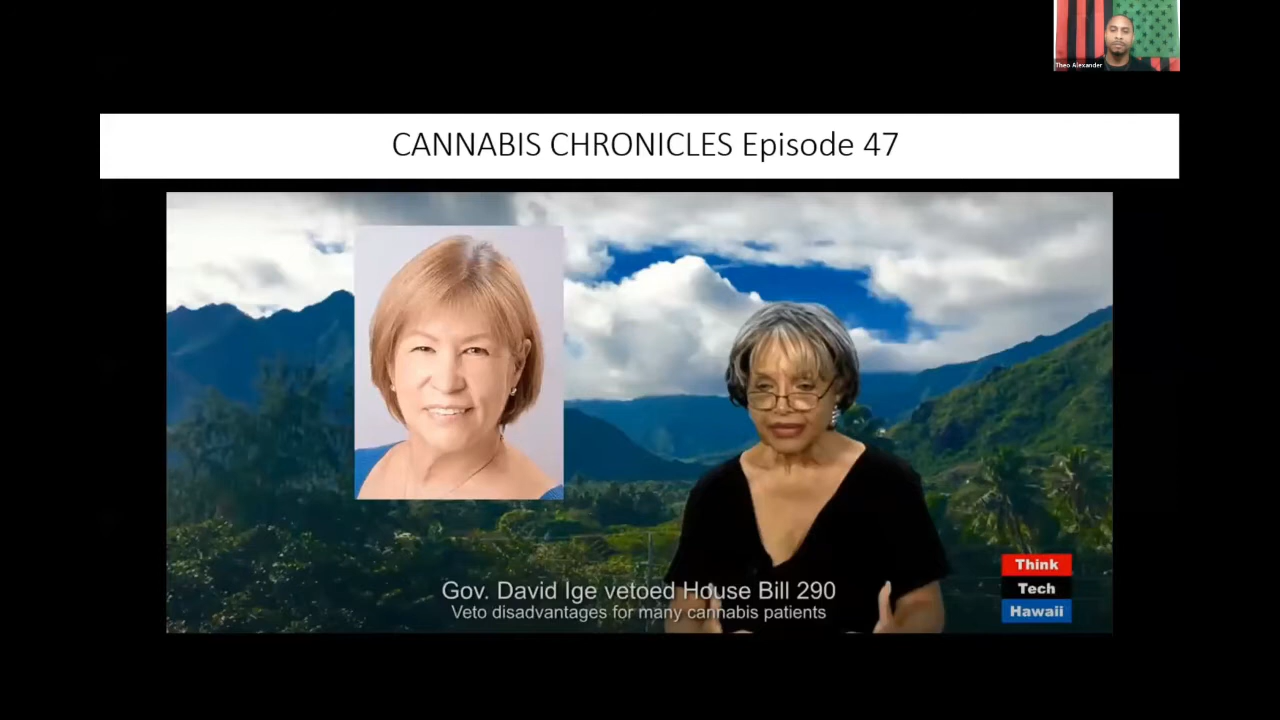 Theo Alexander
CANNABIS CHRONICLES Episode 47
Gov. David Ige vetoed House Bill 290
Veto disadvantages for many cannabis patients
Think
Tech
Hawaii